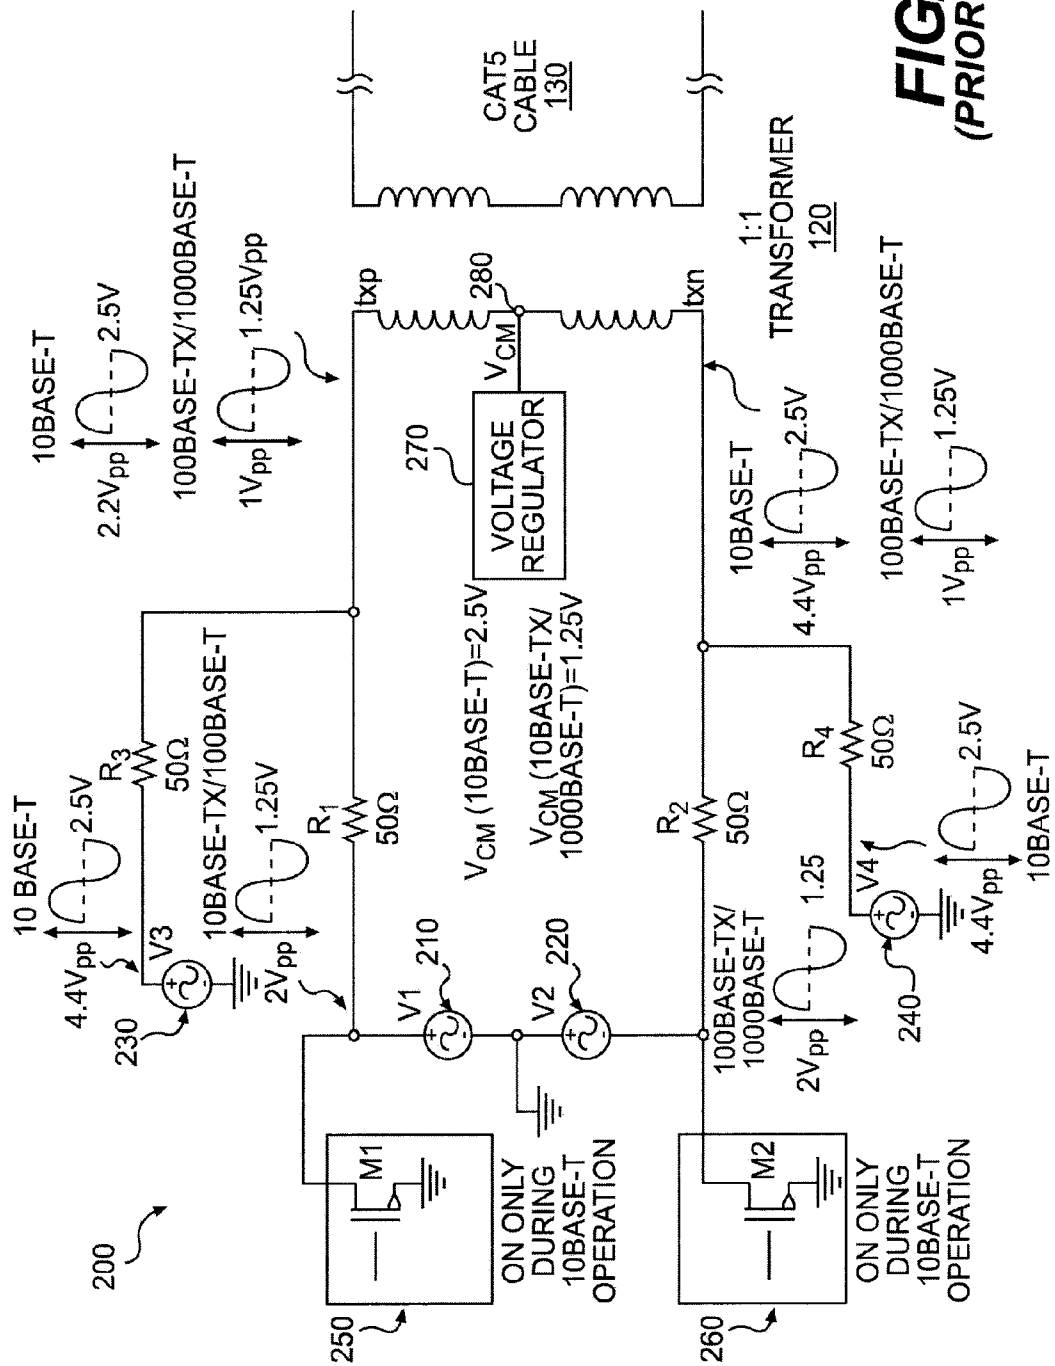 FIG
(PRIOR
200
10 BASE-T
4.4Vpp
2.5V
V3
230
R3
50Ω
10BASE-TX/100BASE-T
2Vpp
1.25V
10BASE-T
2.2Vpp
2.5V
100BASE-TX/1000BASE-T
1Vpp
1.25Vpp
CAT5
CABLE
130
250
M1
ON ONLY
DURING
10BASE-T
OPERATION
V1
210
V2
220
R1
50Ω
VCM (10BASE-T)=2.5V
VCM (10BASE-TX/
1000BASE-T)=1.25V
270
VOLTAGE
REGULATOR
VCM
280
txp
txn
1:1
TRANSFORMER
120
260
M2
ON ONLY
DURING
10BASE-T
OPERATION
100BASE-TX/
1000BASE-T
2Vpp
1.25
R2
50Ω
R4
50Ω
V4
240
4.4Vpp
2.5V
10BASE-T
10BASE-T
4.4Vpp
2.5V
100BASE-TX/1000BASE-T
1Vpp
1.25V